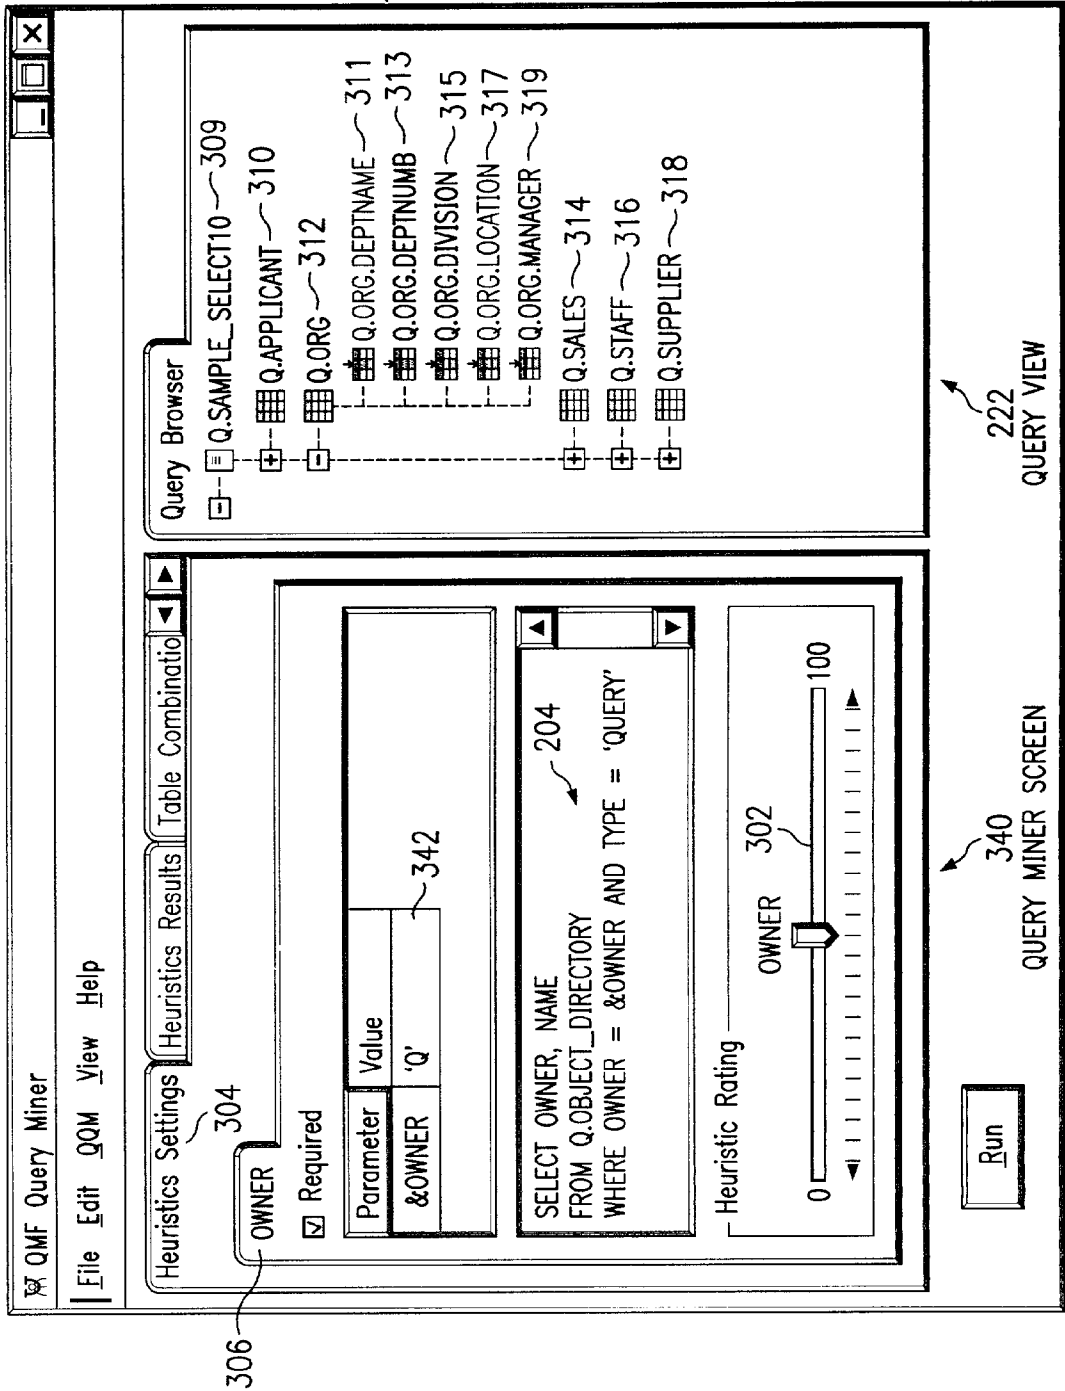 QMF Query Miner
File Edit QQM View Help
Heuristics Settings Heuristics Results Table Combinatio
304
306
OWNER
Required
Parameter Value
&OWNER 'Q'
342
SELECT OWNER, NAME
FROM Q.OBJECT_DIRECTORY
WHERE OWNER = &OWNER AND TYPE = 'QUERY'
204
Heuristic Rating
OWNER
302
0 100
Run
340
QUERY MINER SCREEN
Query Browser
Q.SAMPLE_SELECT10 309
Q.APPLICANT 310
Q.ORG 312
Q.ORG.DEPTNAME 311
Q.ORG.DEPTNUMB 313
Q.ORG.DIVISION 315
Q.ORG.LOCATION 317
Q.ORG.MANAGER 319
Q.SALES 314
Q.STAFF 316
Q.SUPPLIER 318
222
QUERY VIEW